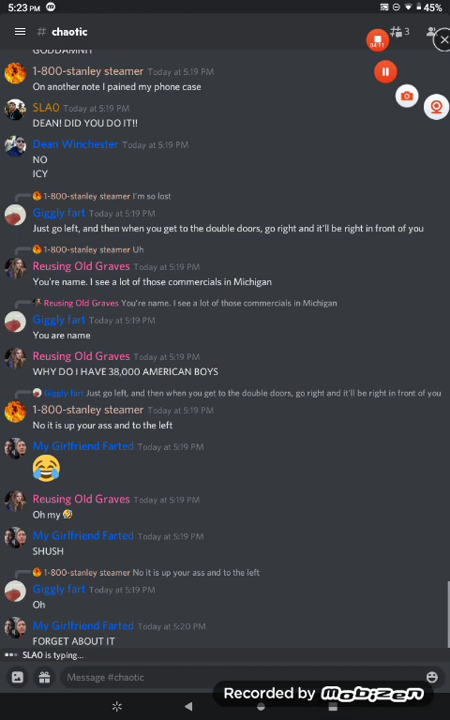 5:23 PM
45%
# chaotic
3
04:11
GODDAMNIT
1-800-stanley steamer Today at 5:19 PM
On another note I pained my phone case
SLA0 Today at 5:19 PM
DEAN! DID YOU DO IT!!
Dean Winchester Today at 5:19 PM
NO
ICY
1-800-stanley steamer I'm so lost
Giggly fart Today at 5:19 PM
Just go left, and then when you get to the double doors, go right and it'll be right in front of you
1-800-stanley steamer Uh
Reusing Old Graves Today at 5:19 PM
You're name. I see a lot of those commercials in Michigan
Reusing Old Graves You're name. I see a lot of those commercials in Michigan
Giggly fart Today at 5:19 PM
You are name
Reusing Old Graves Today at 5:19 PM
WHY DO I HAVE 38,000 AMERICAN BOYS
Giggly fart Just go left, and then when you get to the double doors, go right and it'll be right in front of you
1-800-stanley steamer Today at 5:19 PM
No it is up your ass and to the left
My Girlfriend Farted Today at 5:19 PM
😂
Reusing Old Graves Today at 5:19 PM
Oh my 🤣
My Girlfriend Farted Today at 5:19 PM
SHUSH
1-800-stanley steamer No it is up your ass and to the left
Giggly fart Today at 5:19 PM
Oh
My Girlfriend Farted Today at 5:20 PM
FORGET ABOUT IT
SLA0 is typing...
Message #chaotic
Recorded by Mobizen